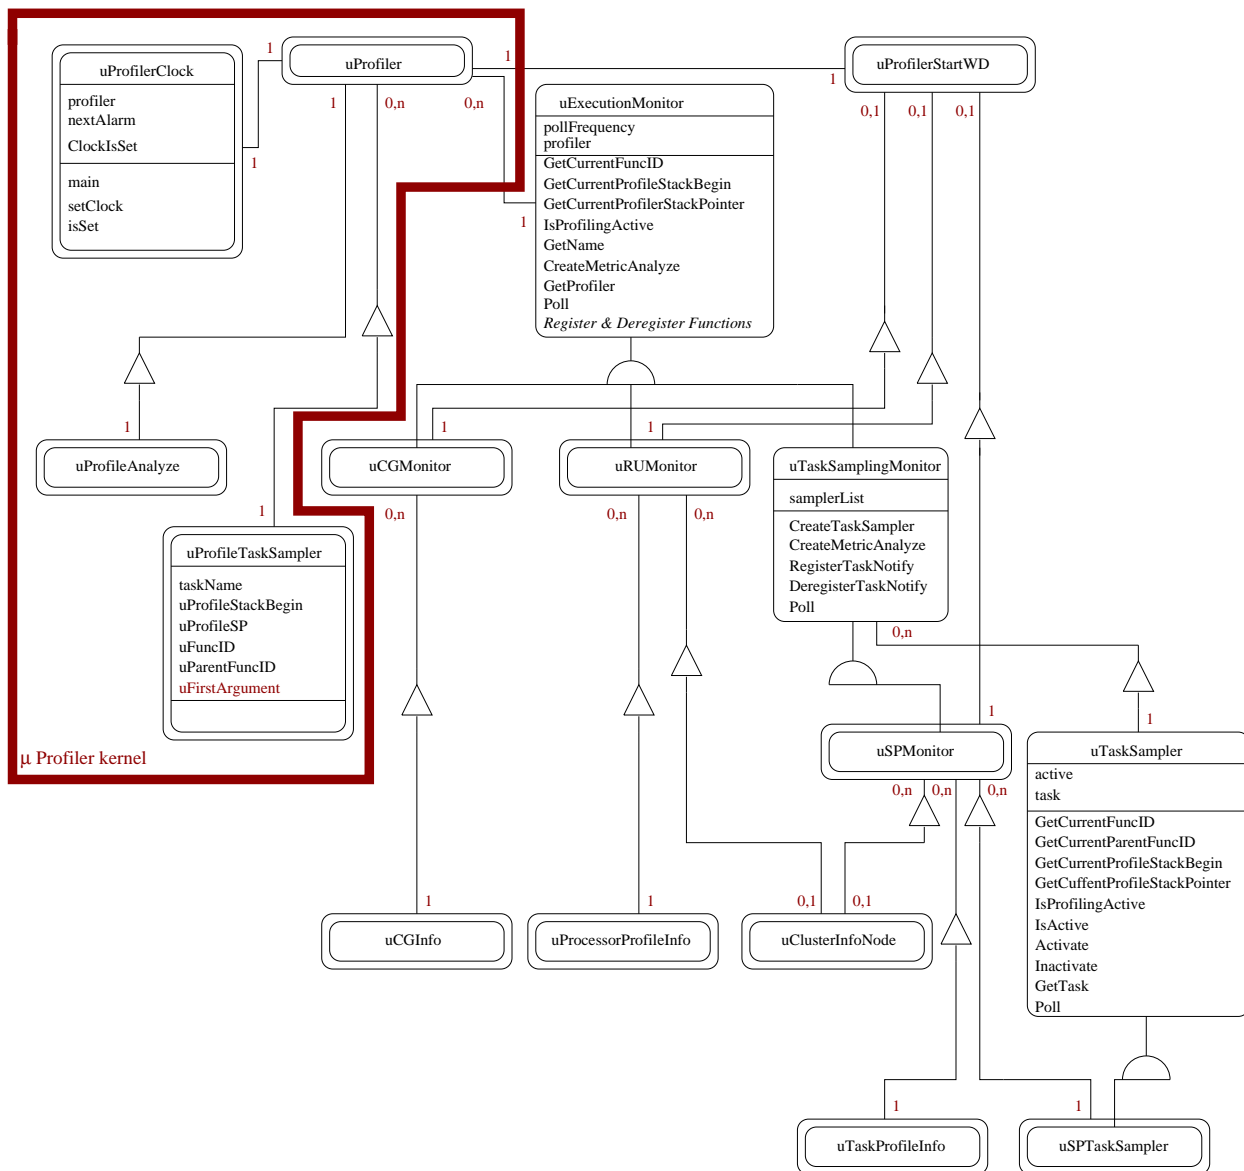 uProfilerClock
profiler
nextAlarm
ClockIsSet
main
setClock
isSet
1
1
uProfiler
1
0,n
0,n
1
1
uProfilerStartWD
0,1
0,1
0,1
uExecutionMonitor
pollFrequency
profiler
GetCurrentFuncID
GetCurrentProfileStackBegin
GetCurrentProfilerStackPointer
IsProfilingActive
GetName
CreateMetricAnalyze
GetProfiler
Poll
Register & Deregister Functions
1
1
uProfileAnalyze
1
uProfileTaskSampler
taskName
uProfileStackBegin
uProfileSP
uFuncID
uParentFuncID
uFirstArgument
µ Profiler kernel
1
uCGMonitor
0,n
1
uRUMonitor
0,n
0,n
uTaskSamplingMonitor
samplerList
CreateTaskSampler
CreateMetricAnalyze
RegisterTaskNotify
DeregisterTaskNotify
Poll
0,n
1
uSPMonitor
0,n
0,n
0,n
1
uTaskSampler
active
task
GetCurrentFuncID
GetCurrentParentFuncID
GetCurrentProfileStackBegin
GetCuffentProfileStackPointer
IsProfilingActive
IsActive
Activate
Inactivate
GetTask
Poll
1
uCGInfo
1
uProcessorProfileInfo
0,1
0,1
uClusterInfoNode
1
uTaskProfileInfo
1
uSPTaskSampler